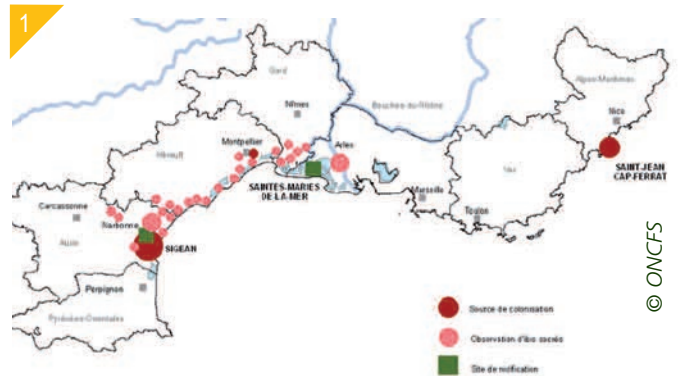 1
Gard
Alpes-Maritimes
Nîmes
Bouches-du-Rhône
Nice
Hérault
Montpellier
Arles
Var
SAINT-JEAN
CAP-FERRAT
SAINTES-MARIES
DE-LA-MER
Marseille
Toulon
Carcassonne
Narbonne
Aude
SIGEAN
Perpignan
Pyrénées-Orientales
Source de colonisation
Observation d'ibis sacrés
Site de nidification
© ONCFS